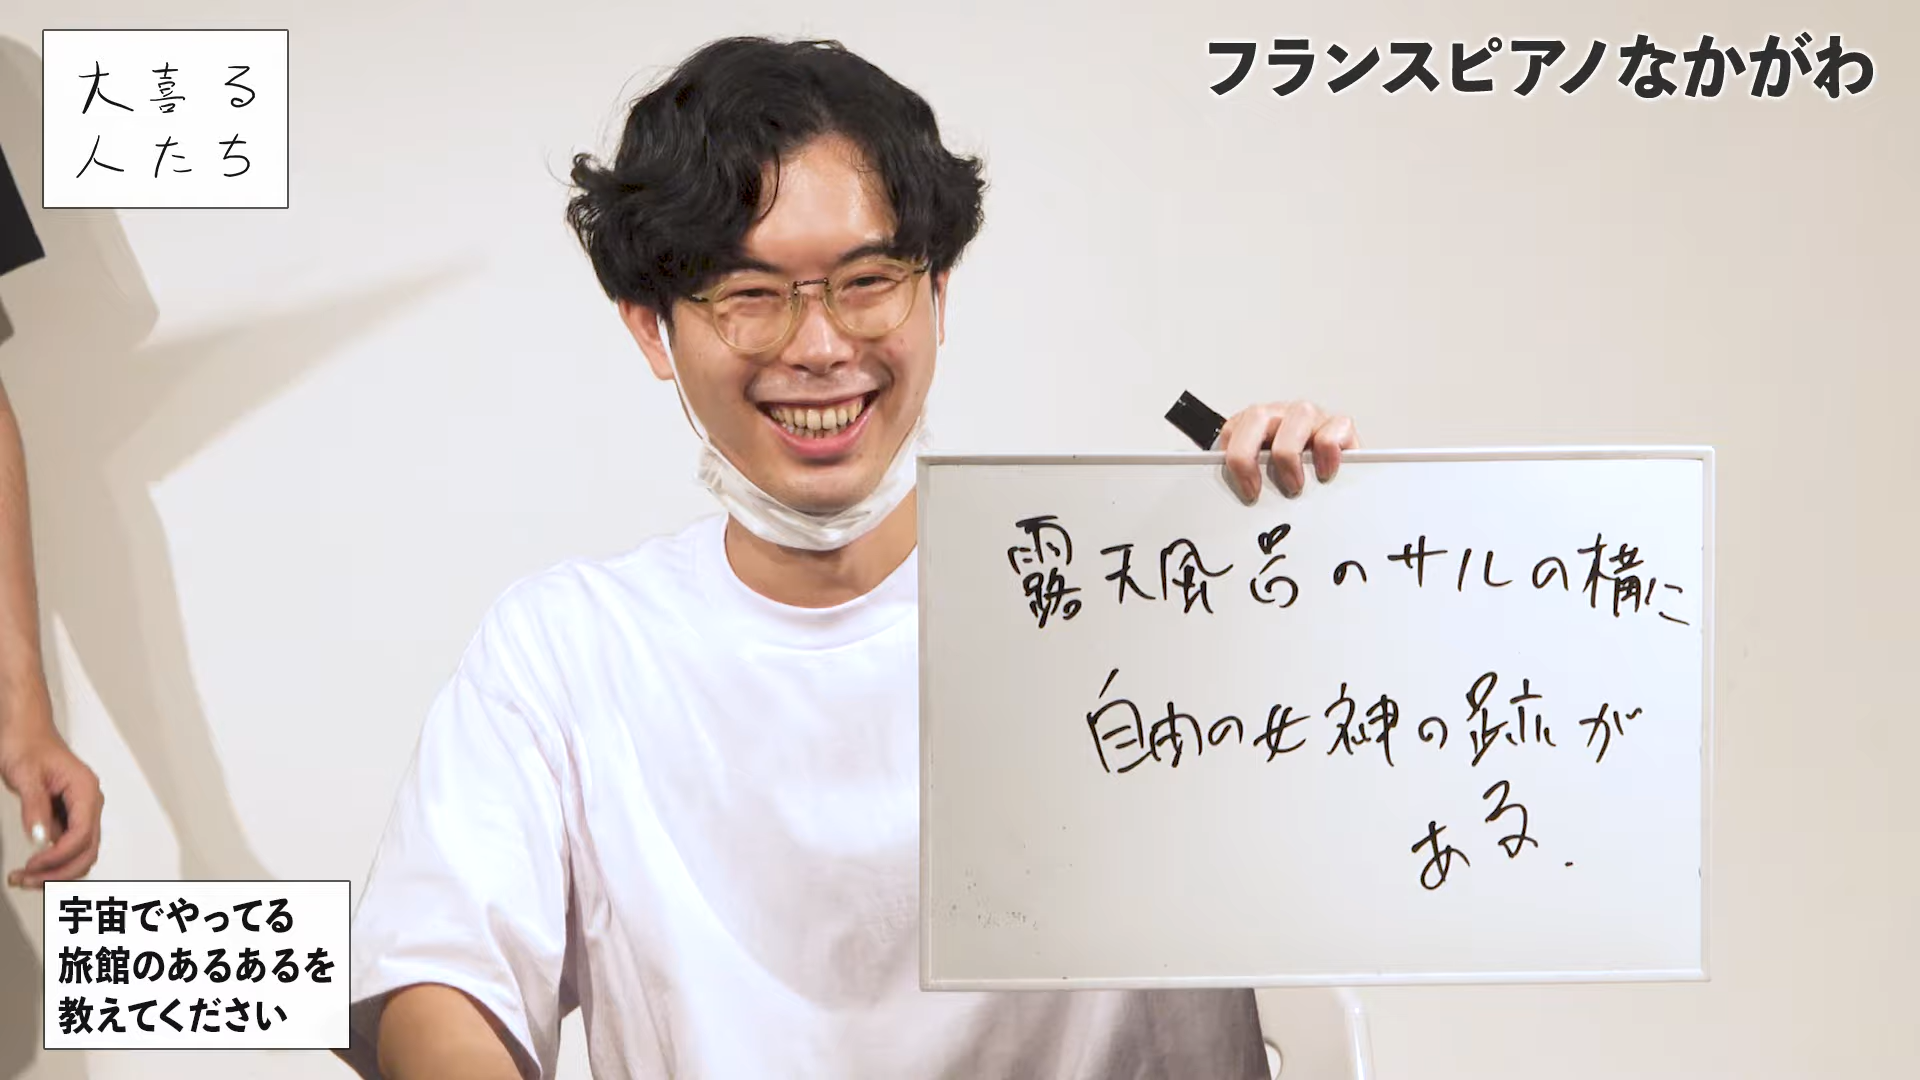 大喜る
人たち
フランスピアノなかがわ
露天風呂のサルの横に
自由の女神の跡が
ある.
宇宙でやってる
旅館のあるあるを
教えてください